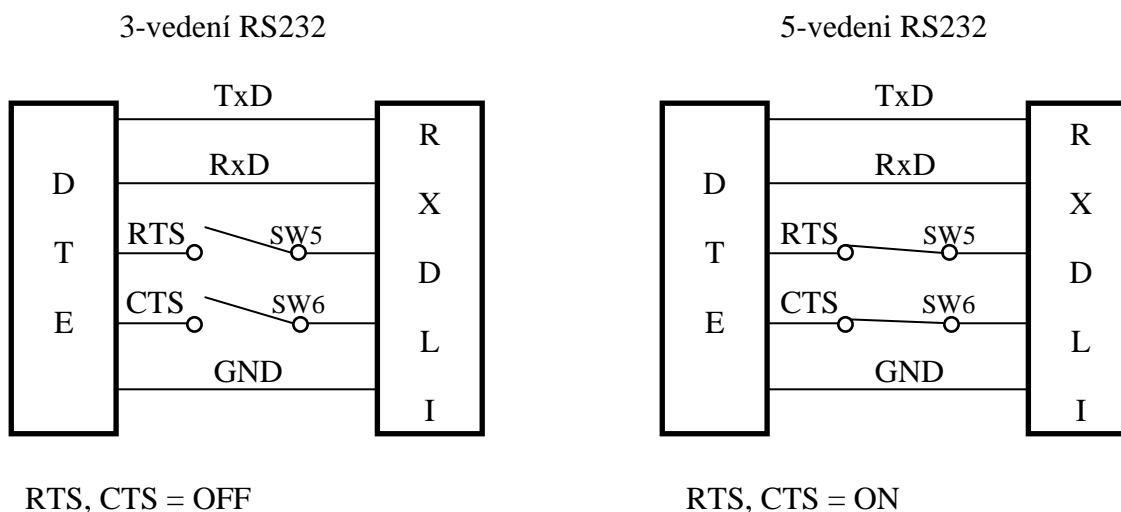 3-vedení RS232
TxD
RxD
RTS
SW5
CTS
SW6
GND
D
T
E
R
X
D
L
I
RTS, CTS = OFF
5-vedeni RS232
TxD
RxD
RTS
SW5
CTS
SW6
GND
D
T
E
R
X
D
L
I
RTS, CTS = ON